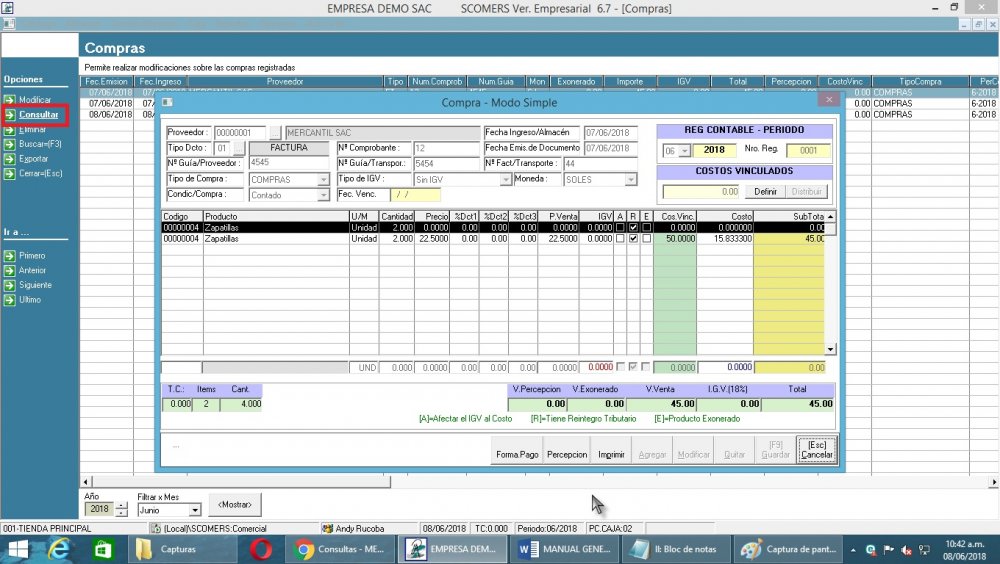 EMPRESA DEMO SAC SCOMERS Ver. Empresarial 6.7 - [Compras]
Compras
Permite realizar modificaciones sobre las compras registradas
Opciones
Modificar
Consultar
Eliminar
Buscar=(F3)
Exportar
Cerrar=(Esc)
Ir a ...
Primero
Anterior
Siguiente
Ultimo
Fec.Emision Fec.Ingreso Proveedor Tipo Num.Comprob Num.Guia Mon Exonerado Importe IGV Total Percepcion CostoVinc TipoCompra PerC
07/06/2018 0.00 COMPRAS 6-2018
07/06/2018 0.00 COMPRAS 6-2018
08/06/2018 0.00 COMPRAS 6-2018
Compra - Modo Simple
Proveedor : 00000001 ... MERCANTIL SAC Fecha Ingreso/Almacén 07/06/2018
Tipo Dcto : 01 ... FACTURA Nº Comprobante : 12 Fecha Emis.de Documento 07/06/2018
Nº Guía/Proveedor : 4545 Nº Guía/Transpor.: 5454 Nº Fact/Transporte : 44
Tipo de Compra : COMPRAS Tipo de IGV : Sin IGV Moneda : SOLES
Condic/Compra : Contado Fec. Venc. / /
REG CONTABLE - PERIODO
06 2018 Nro. Reg. 0001
COSTOS VINCULADOS
0.00 Definir Distribuir
Codigo Producto U/M Cantidad Precio %Dct1 %Dct2 %Dct3 P.Venta IGV A R E Cos.Vinc. Costo SubTota
00000004 Zapatillas Unidad 2.000 0.0000 0.00 0.00 0.00 0.0000 0.0000 0.0000 0.000000 0.00
00000004 Zapatillas Unidad 2.000 22.5000 0.00 0.00 0.00 22.5000 0.0000 50.0000 15.833300 45.00
UND 0.000 0.0000 0.00 0.00 0.00 0.0000 0.0000 0.0000 0.0000 0.00
T.C.: Items Cant.
0.000 2 4.000
V.Percepcion V.Exonerado V.Venta I.G.V.(18%) Total
0.00 0.00 45.00 0.00 45.00
[A]=Afectar el IGV al Costo [R]=Tiene Reintegro Tributario [E]=Producto Exonerado
...
Forma.Pago Percepcion Imprimir Agregar Modificar Quitar [F9] Guardar [Esc] Cancelar
Año Filtrar x Mes
2018 Junio <Mostrar>
001-TIENDA PRINCIPAL (Local)\SCOMERS:Comercial Andy Rucoba 08/06/2018 TC:0.000 Periodo:06/2018 PC.CAJA:02
Capturas Consultas - ME... EMPRESA DEM... MANUAL GENE... II: Bloc de notas Captura de pant...
10:42 a.m.
08/06/2018